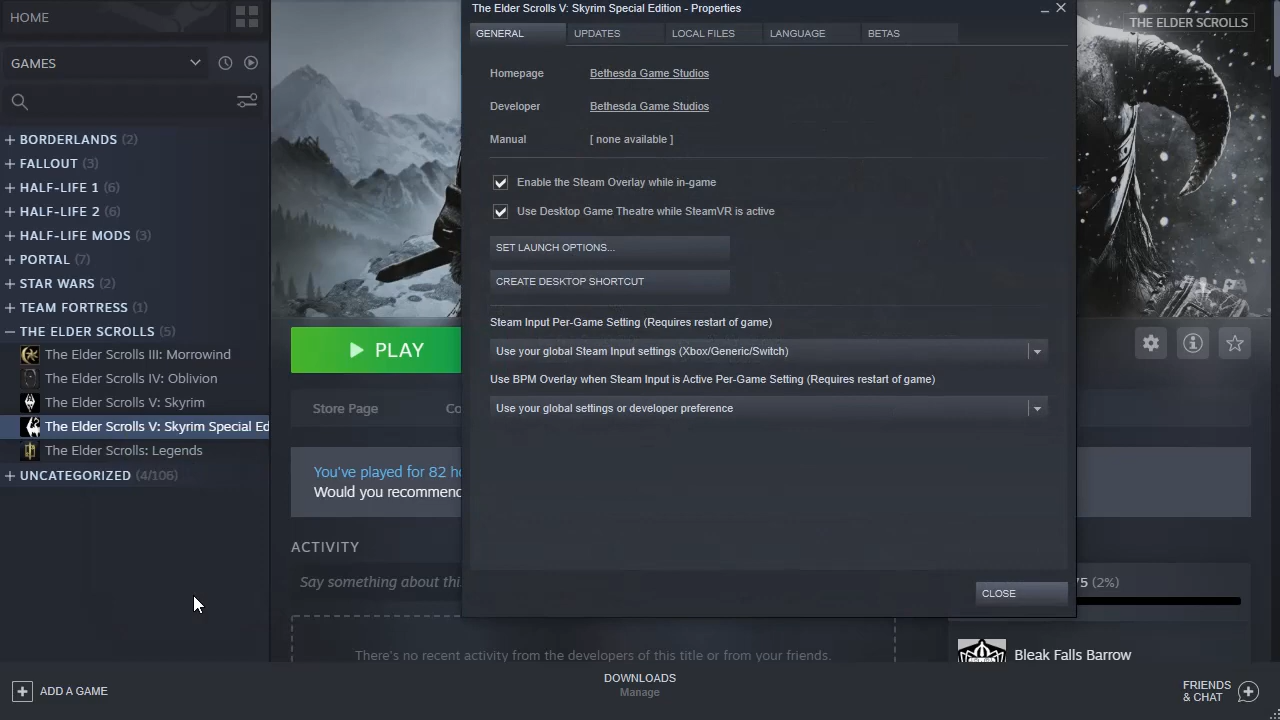 HOME
GAMES
BORDERLANDS (2)
FALLOUT (3)
HALF-LIFE 1 (6)
HALF-LIFE 2 (6)
HALF-LIFE MODS (3)
PORTAL (7)
STAR WARS (2)
TEAM FORTRESS (1)
THE ELDER SCROLLS (5)
The Elder Scrolls III: Morrowind
The Elder Scrolls IV: Oblivion
The Elder Scrolls V: Skyrim
The Elder Scrolls V: Skyrim Special Ed
The Elder Scrolls: Legends
UNCATEGORIZED (4/106)
ADD A GAME
The Elder Scrolls V: Skyrim Special Edition - Properties
GENERAL UPDATES LOCAL FILES LANGUAGE BETAS
Homepage Bethesda Game Studios
Developer Bethesda Game Studios
Manual [ none available ]
Enable the Steam Overlay while in-game
Use Desktop Game Theatre while SteamVR is active
SET LAUNCH OPTIONS...
CREATE DESKTOP SHORTCUT
Steam Input Per-Game Setting (Requires restart of game)
Use your global Steam Input settings (Xbox/Generic/Switch)
Use BPM Overlay when Steam Input is Active Per-Game Setting (Requires restart of game)
Use your global settings or developer preference
CLOSE
THE ELDER SCROLLS
PLAY
Store Page Co
You've played for 82 h
Would you recommen
ACTIVITY
Say something about thi
There's no recent activity from the developers of this title or from your friends.
/5 (2%)
Bleak Falls Barrow
DOWNLOADS
Manage
FRIENDS
& CHAT